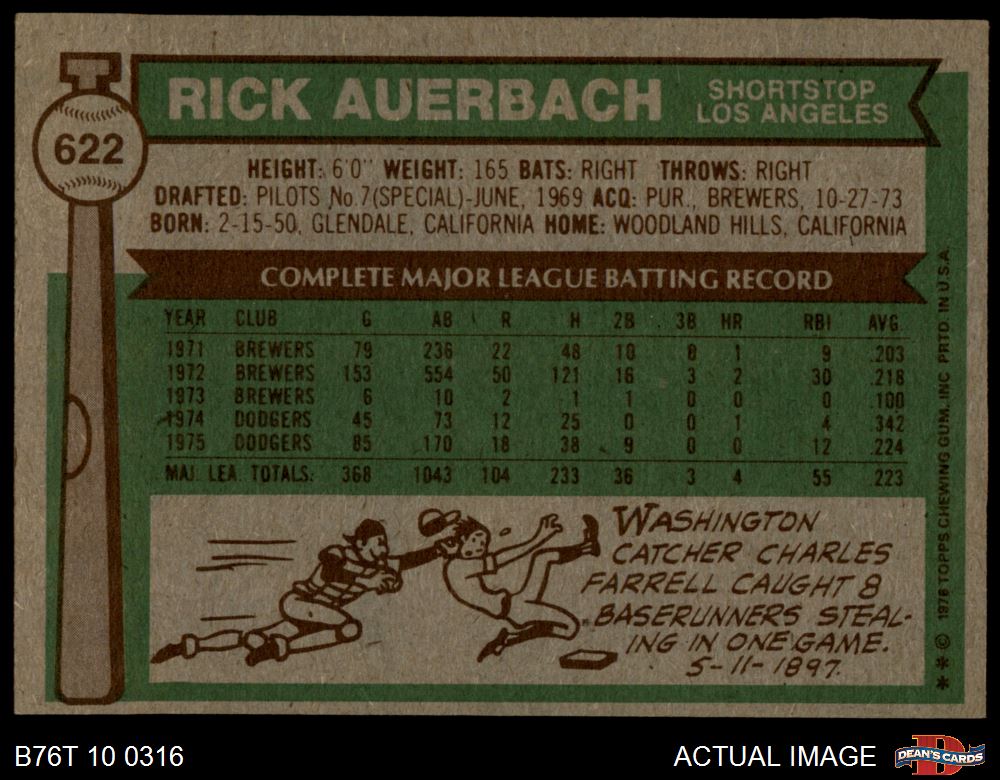 622
RICK AUERBACH
SHORTSTOP
LOS ANGELES
HEIGHT: 6'0" WEIGHT: 165 BATS: RIGHT THROWS: RIGHT
DRAFTED: PILOTS No.7(SPECIAL)-JUNE, 1969 ACQ: PUR., BREWERS, 10-27-73
BORN: 2-15-50, GLENDALE, CALIFORNIA HOME: WOODLAND HILLS, CALIFORNIA
COMPLETE MAJOR LEAGUE BATTING RECORD
YEAR CLUB G AB R H 2B 3B HR RBI AVG.
1971 BREWERS 79 236 22 48 10 0 1 9 .203
1972 BREWERS 153 554 50 121 16 3 2 30 .218
1973 BREWERS 6 10 2 1 1 0 0 0 .100
1974 DODGERS 45 73 12 25 0 0 1 4 .342
1975 DODGERS 85 170 18 38 9 0 0 12 .224
MAJ. LEA. TOTALS: 368 1043 104 233 36 3 4 55 .223
WASHINGTON
CATCHER CHARLES
FARRELL CAUGHT 8
BASERUNNERS STEAL-
ING IN ONE GAME.
5-11-1897.
* * © 1976 TOPPS CHEWING GUM, INC. PRTD. IN U.S.A.
B76T 10 0316
ACTUAL IMAGE
D
DEAN'S CARDS